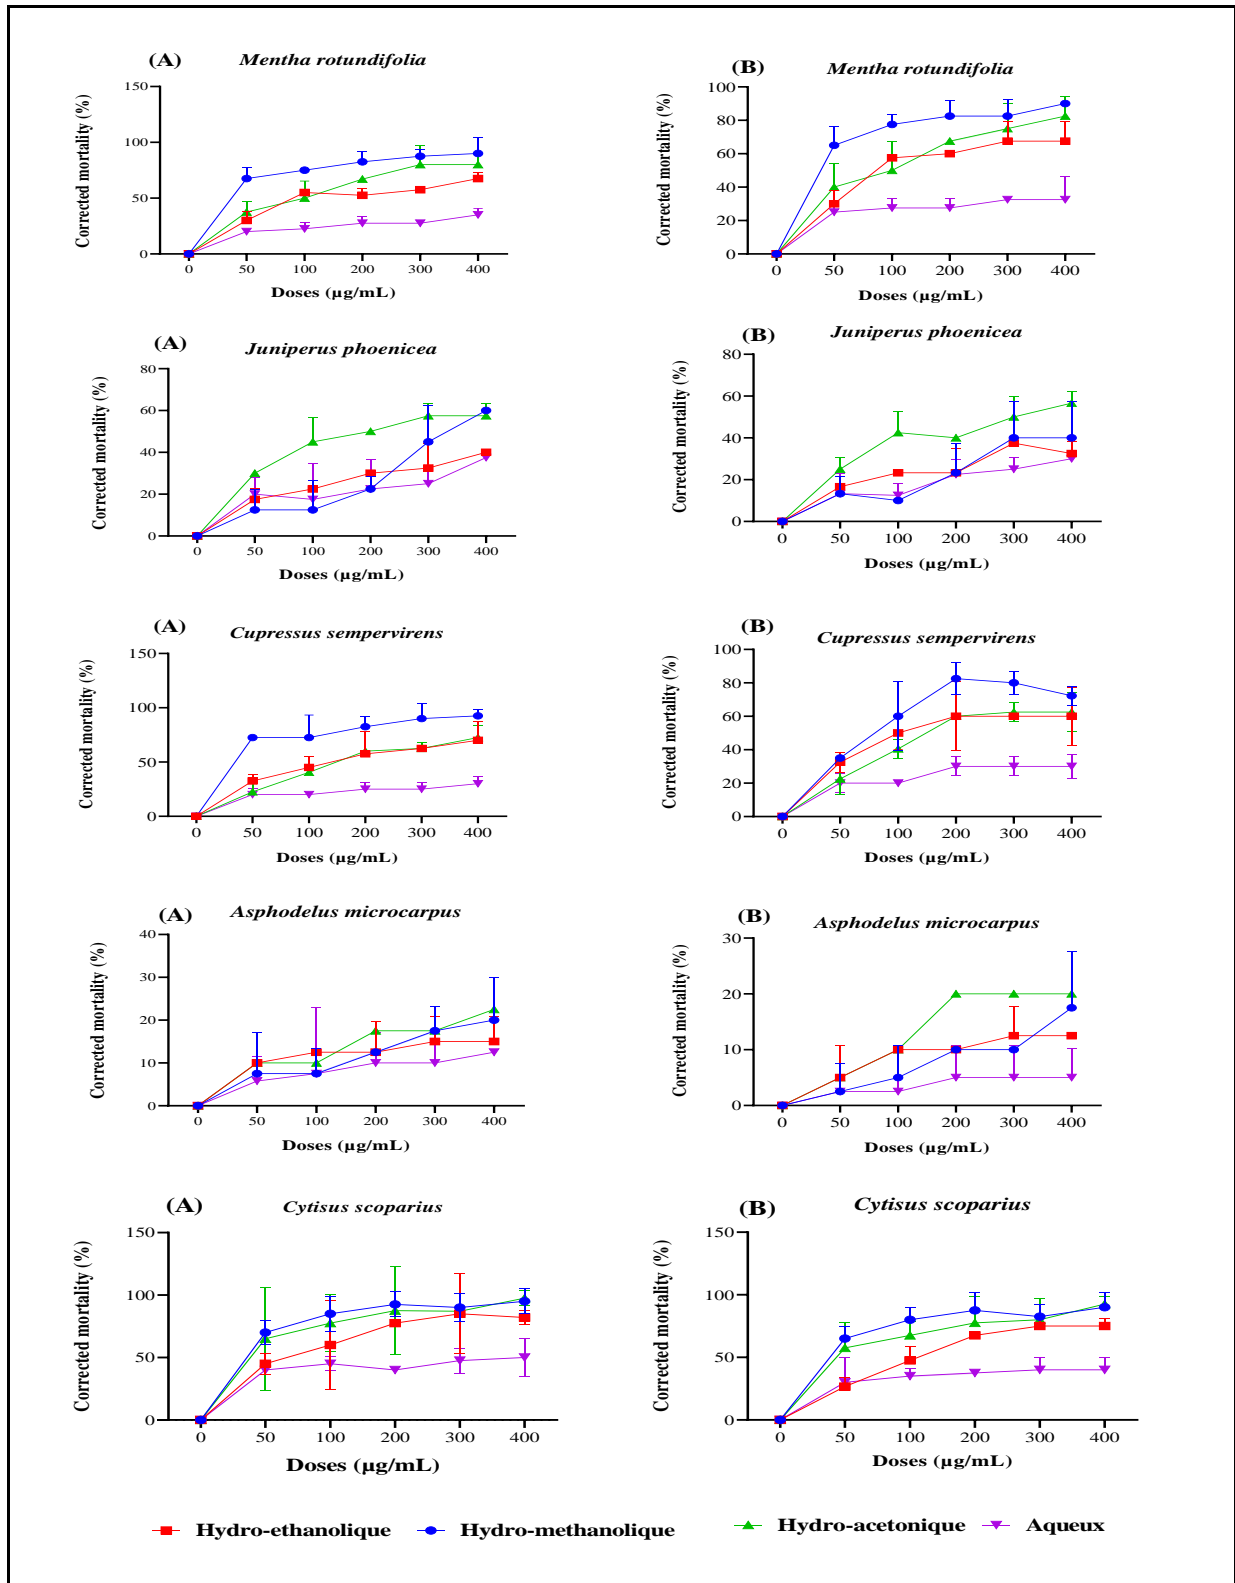 (A) Mentha rotundifolia
Corrected mortality (%)
150
100
50
0
0 50 100 200 300 400
Doses (µg/mL)
(B) Mentha rotundifolia
Corrected mortality (%)
100
80
60
40
20
0
0 50 100 200 300 400
Doses (µg/mL)
(A) Juniperus phoenicea
Corrected mortality (%)
80
60
40
20
0
0 50 100 200 300 400
Doses (µg/mL)
(B) Juniperus phoenicea
Corrected mortality (%)
80
60
40
20
0
0 50 100 200 300 400
Doses (µg/mL)
(A) Cupressus sempervirens
Corrected mortality (%)
150
100
50
0
0 50 100 200 300 400
Doses (µg/mL)
(B) Cupressus sempervirens
Corrected mortality (%)
100
80
60
40
20
0
0 50 100 200 300 400
Doses (µg/mL)
(A) Asphodelus microcarpus
Corrected mortality (%)
40
30
20
10
0
0 50 100 200 300 400
Doses (µg/mL)
(B) Asphodelus microcarpus
Corrected mortality (%)
30
20
10
0
0 50 100 200 300 400
Doses (µg/mL)
(A) Cytisus scoparius
Corrected mortality (%)
150
100
50
0
0 50 100 200 300 400
Doses (µg/mL)
(B) Cytisus scoparius
Corrected mortality (%)
150
100
50
0
0 50 100 200 300 400
Doses (µg/mL)
Hydro-ethanolique Hydro-methanolique Hydro-acetonique Aqueux